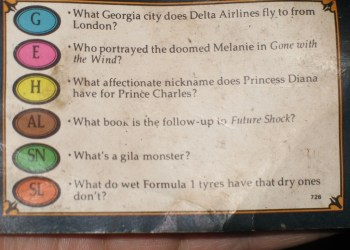 G • What Georgia city does Delta Airlines fly to from
London?
E • Who portrayed the doomed Melanie in Gone with
the Wind?
H • What affectionate nickname does Princess Diana
have for Prince Charles?
AL • What book is the follow-up to Future Shock?
SN • What's a gila monster?
SL • What do wet Formula 1 tyres have that dry ones
don't?
726